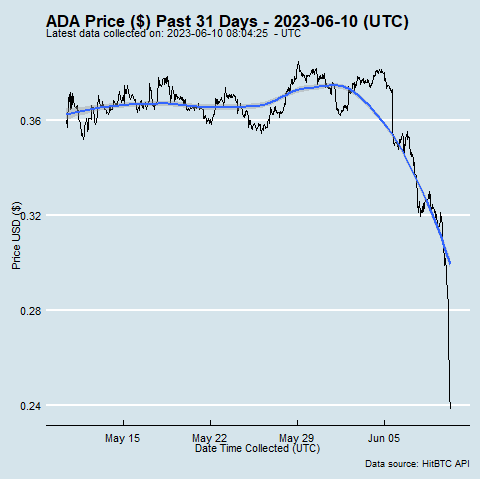 ADA Price ($) Past 31 Days - 2023-06-10 (UTC)
Latest data collected on: 2023-06-10 08:04:25 - UTC
Price USD ($)
0.36
0.32
0.28
0.24
May 15
May 22
May 29
Jun 05
Date Time Collected (UTC)
Data source: HitBTC API